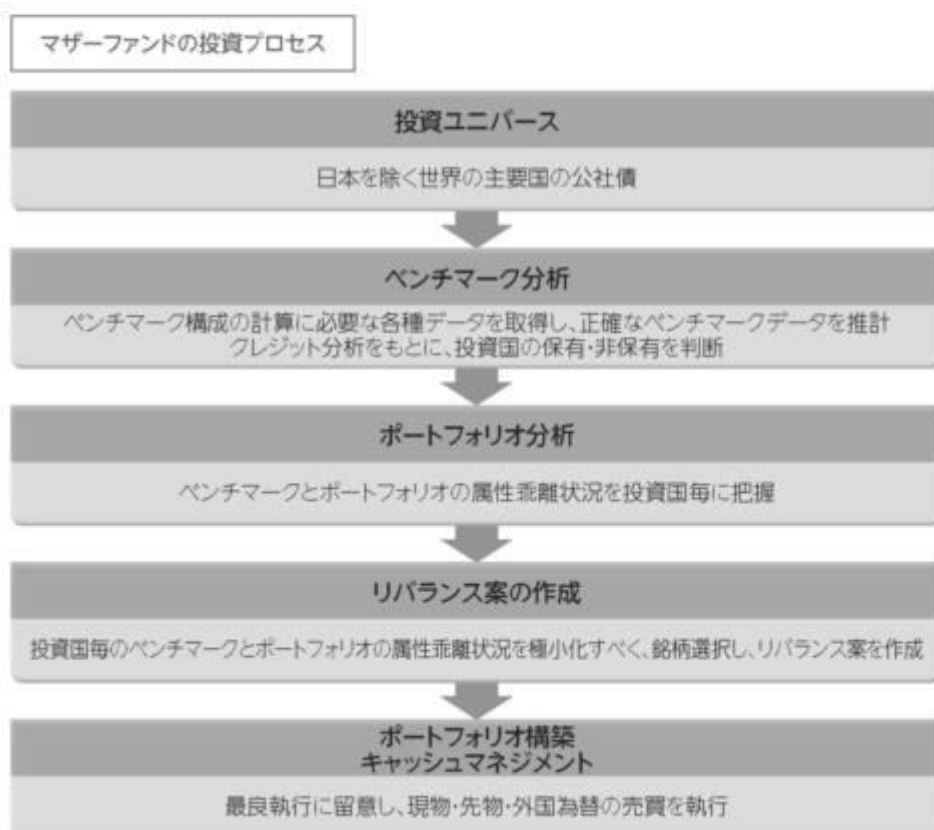 マザーファンドの投資プロセス
投資ユニバース
日本を除く世界の主要国の公社債
ベンチマーク分析
ベンチマーク構成の計算に必要な各種データを取得し、正確なベンチマークデータを推計
クレジット分析をもとに、投資国の保有・非保有を判断
ポートフォリオ分析
ベンチマークとポートフォリオの属性乖離状況を投資国毎に把握
リバランス案の作成
投資国毎のベンチマークとポートフォリオの属性乖離状況を極小化すべく、銘柄選択し、リバランス案を作成
ポートフォリオ構築
キャッシュマネジメント
最良執行に留意し、現物・先物・外国為替の売買を執行